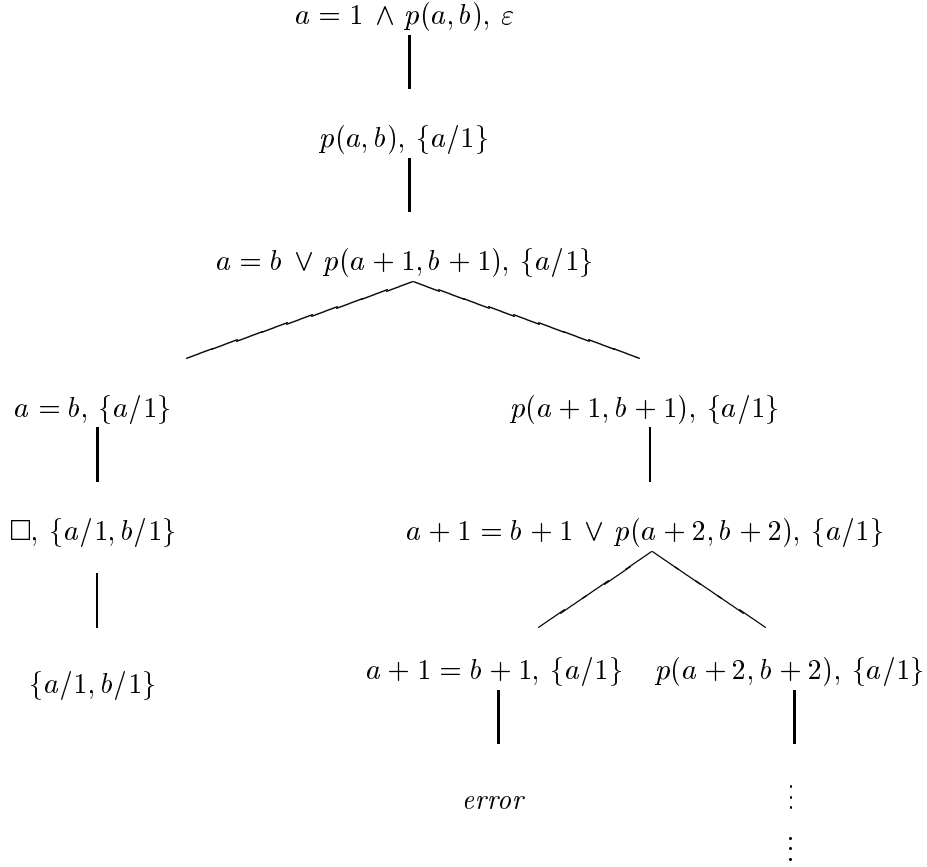 a = 1 ∧ p(a, b), ε
p(a, b), {a/1}
a = b ∨ p(a + 1, b + 1), {a/1}
a = b, {a/1}
p(a + 1, b + 1), {a/1}
□, {a/1, b/1}
a + 1 = b + 1 ∨ p(a + 2, b + 2), {a/1}
{a/1, b/1}
a + 1 = b + 1, {a/1}
p(a + 2, b + 2), {a/1}
error
⋮
⋮